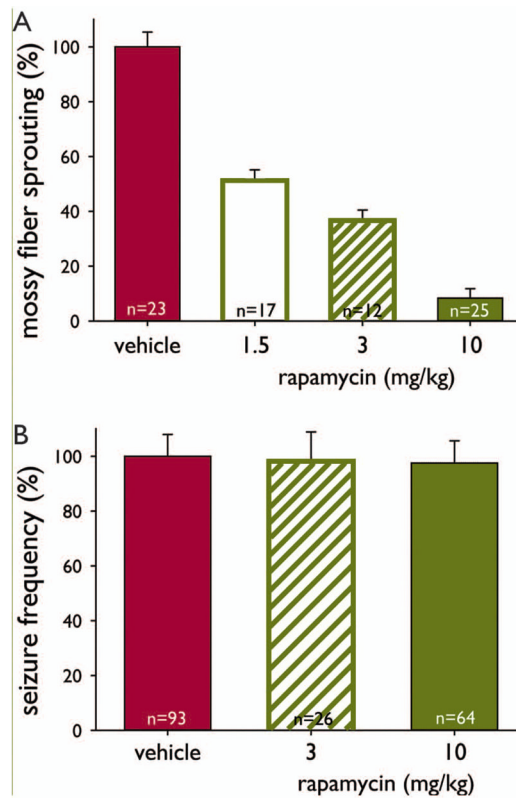 A
mossy fiber sprouting (%)
100
80
60
40
20
0
n=23
n=17
n=12
n=25
vehicle
1.5
3
10
rapamycin (mg/kg)
B
seizure frequency (%)
100
80
60
40
20
0
n=93
n=26
n=64
vehicle
3
10
rapamycin (mg/kg)